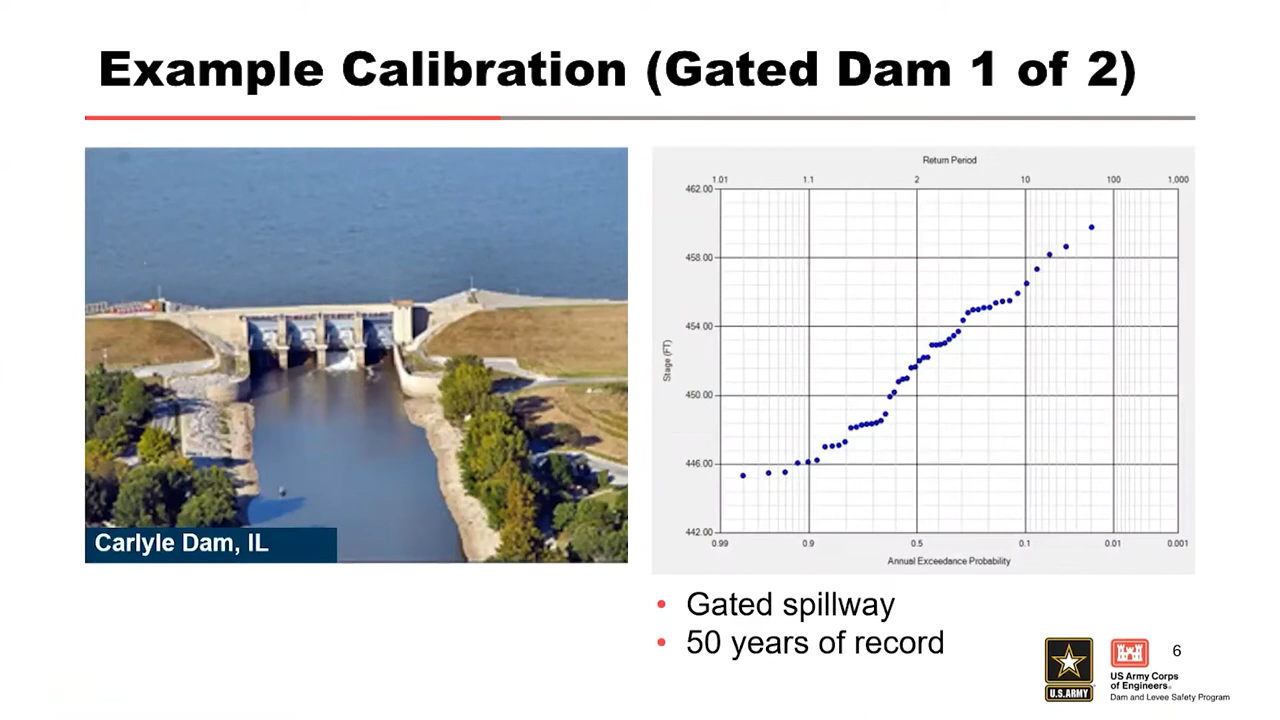 Example Calibration (Gated Dam 1 of 2)
Carlyle Dam, IL
Return Period
1.01 1.1 2 10 100 1,000
462.00
458.00
454.00
450.00
446.00
442.00
Stage (FT)
0.99 0.9 0.5 0.1 0.01 0.001
Annual Exceedance Probability
• Gated spillway
• 50 years of record
U.S.ARMY
US Army Corps
of Engineers®
Dam and Levee Safety Program
6